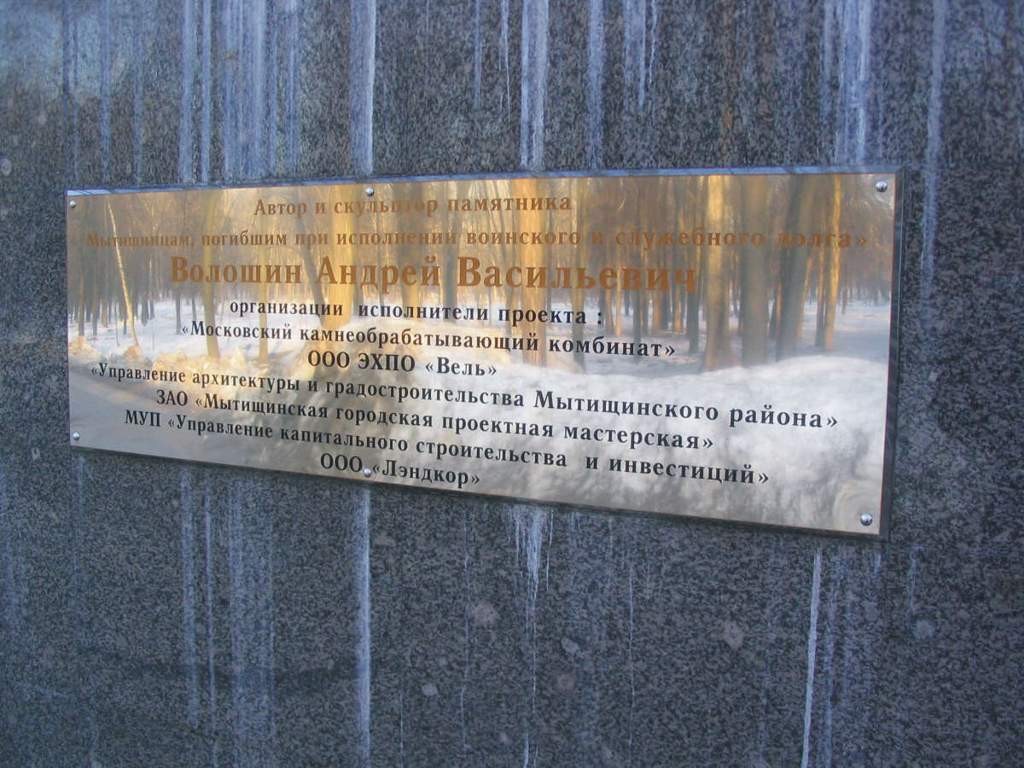 Автор и скульптор памятника
Мытищинцам, погибшим при исполнении воинского и служебного долга»
Волошин Андрей Васильевич
организации исполнители проекта :
«Московский камнеобрабатывающий комбинат»
ООО ЭХПО «Вель»
«Управление архитектуры и градостроительства Мытищинского района»
ЗАО «Мытищинская городская проектная мастерская»
МУП «Управление капитального строительства и инвестиций»
ООО «Лэндкор»